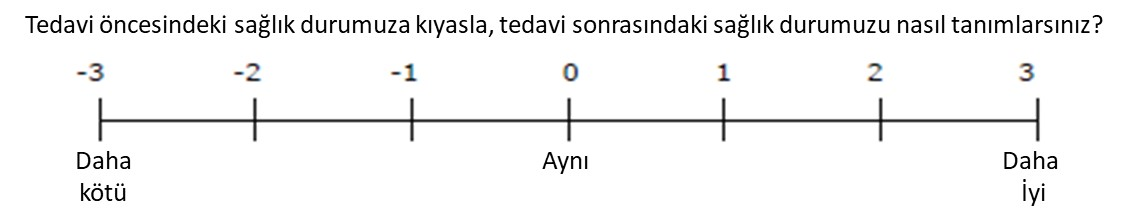 Tedavi öncesindeki sağlık durumuza kıyasla, tedavi sonrasındaki sağlık durumuzu nasıl tanımlarsınız?
-3 -2 -1 0 1 2 3
Daha Aynı Daha
kötü İyi